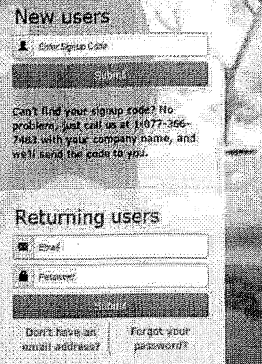 New users
Enter Signup Code
Submit
Can't find your signup code? No
problem, just call us at 1-877-366-
7483 with your company name, and
we'll send the code to you.
Returning users
Email
Password
Submit
Don't have an
email address?
Forgot your
password?